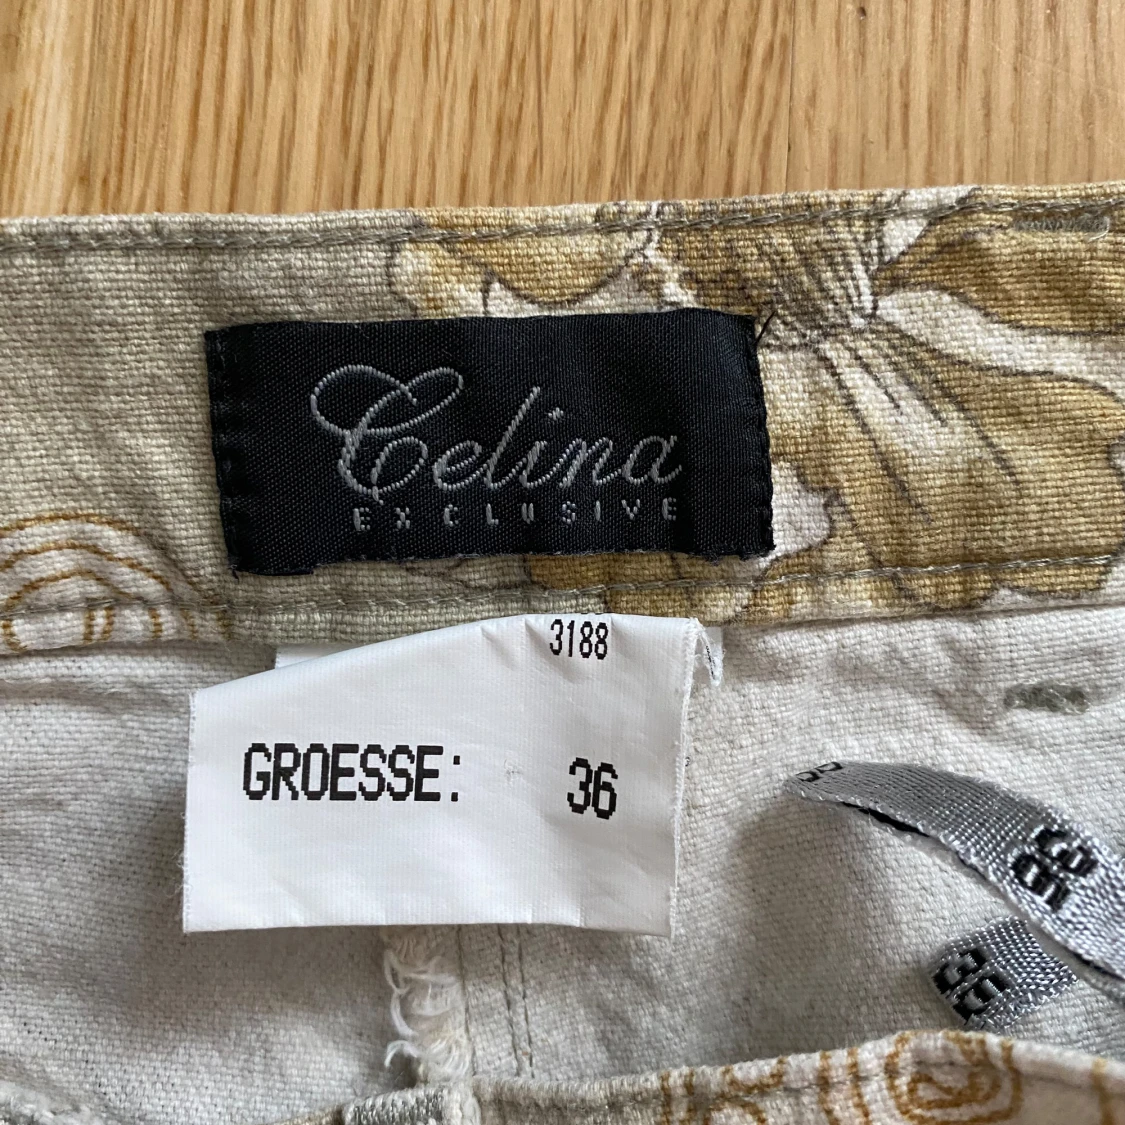 Celina
EXCLUSIVE
3188
GROESSE: 36
36
36